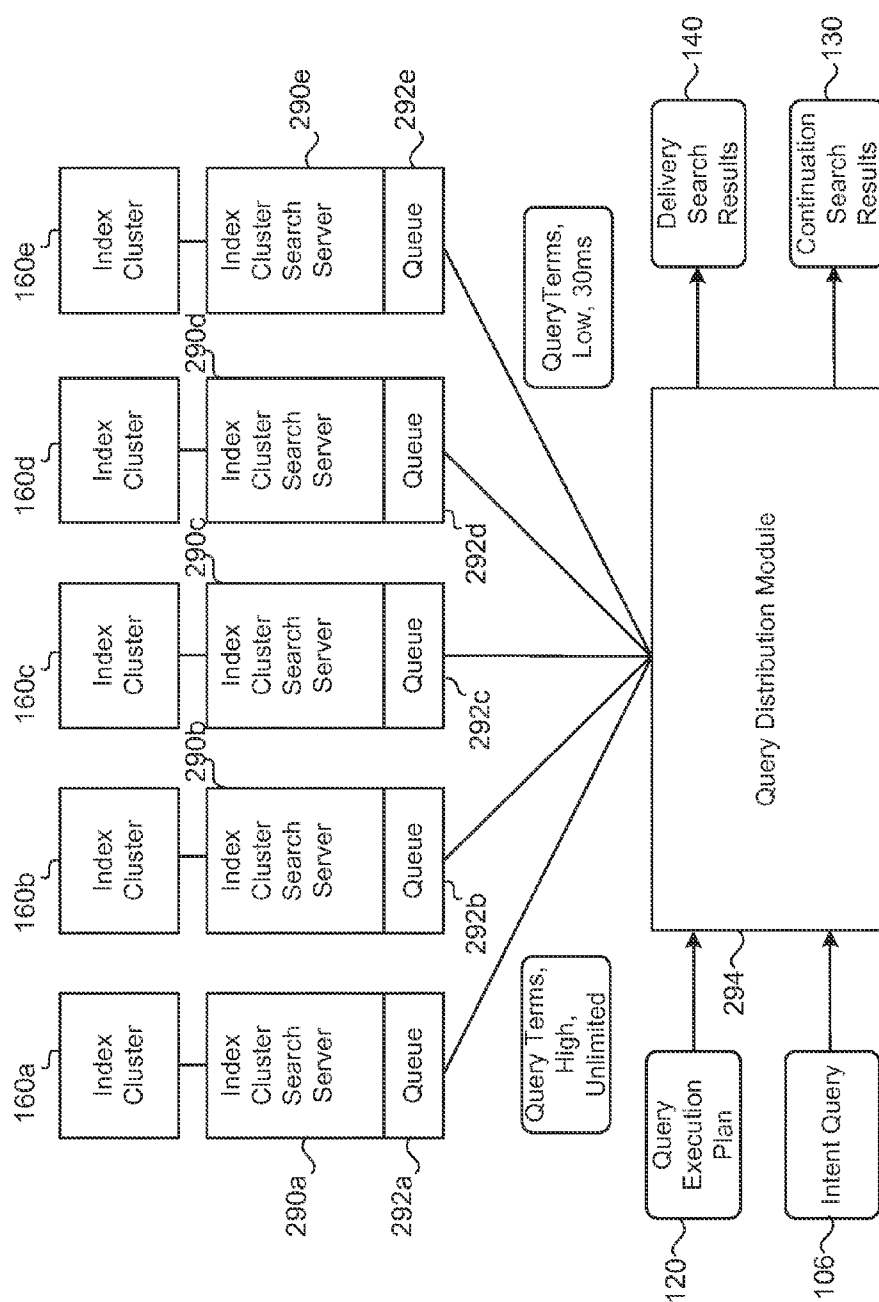 160a
160b
160c
160d
160e
Index
Cluster
Index
Cluster
Index
Cluster
Index
Cluster
Index
Cluster
290a
290b
290c
290d
290e
Index
Cluster
Search
Server
Index
Cluster
Search
Server
Index
Cluster
Search
Server
Index
Cluster
Search
Server
Index
Cluster
Search
Server
292a
292b
292c
292d
292e
Queue
Queue
Queue
Queue
Queue
Query Terms,
High,
Unlimited
QueryTerms,
Low, 30ms
120
Query
Execution
Plan
106
Intent Query
294
Query Distribution Module
Delivery
Search
Results
140
Continuation
Search
Results
130